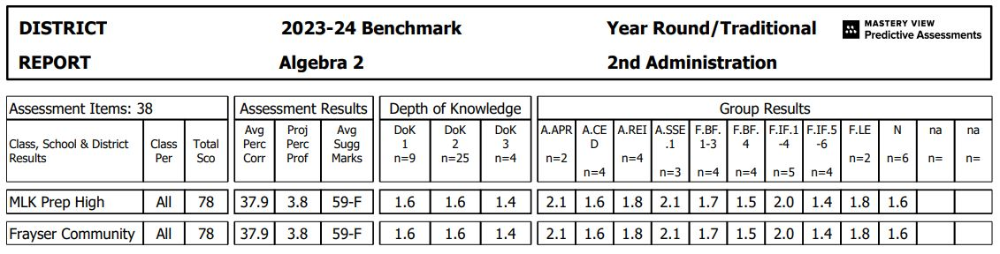 DISTRICT 2023-24 Benchmark Year Round/Traditional MASTERY VIEW
Predictive Assessments
REPORT Algebra 2 2nd Administration
Assessment Items: 38 Assessment Results Depth of Knowledge Group Results
Class, School & District Results Class Per Total Sco Avg Perc Corr Proj Perc Prof Avg Sugg Marks DoK 1 n=9 DoK 2 n=25 DoK 3 n=4 A.APR n=2 A.CE D n=4 A.REI n=4 A.SSE .1 n=3 F.BF. 1-3 n=4 F.BF. 4 n=4 F.IF.1 -4 n=5 F.IF.5 -6 n=4 F.LE n=2 N n=6 na n= na n=
MLK Prep High All 78 37.9 3.8 59-F 1.6 1.6 1.4 2.1 1.6 1.8 2.1 1.7 1.5 2.0 1.4 1.8 1.6
Frayser Community All 78 37.9 3.8 59-F 1.6 1.6 1.4 2.1 1.6 1.8 2.1 1.7 1.5 2.0 1.4 1.8 1.6